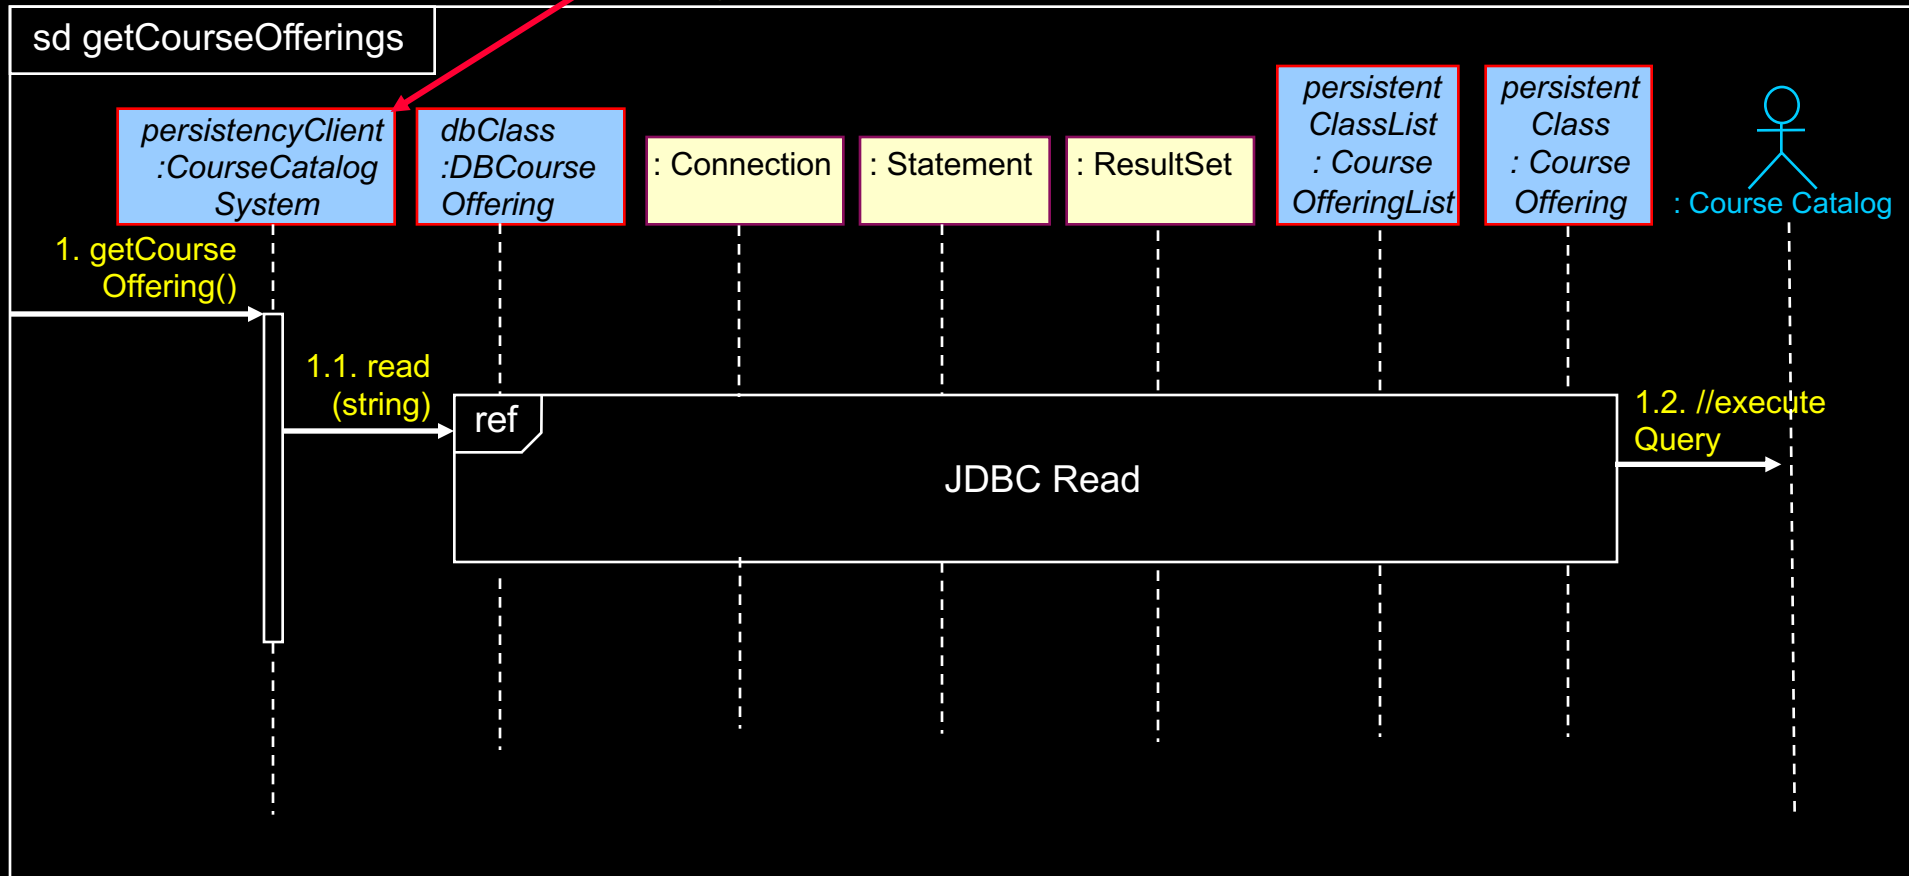 sd getCourseOfferings
persistencyClient
:CourseCatalog
System
dbClass
:DBCourse
Offering
: Connection
: Statement
: ResultSet
persistent
ClassList
: Course
OfferingList
persistent
Class
: Course
Offering
: Course Catalog
1. getCourse
Offering()
1.1. read
(string)
ref
JDBC Read
1.2. //execute
Query